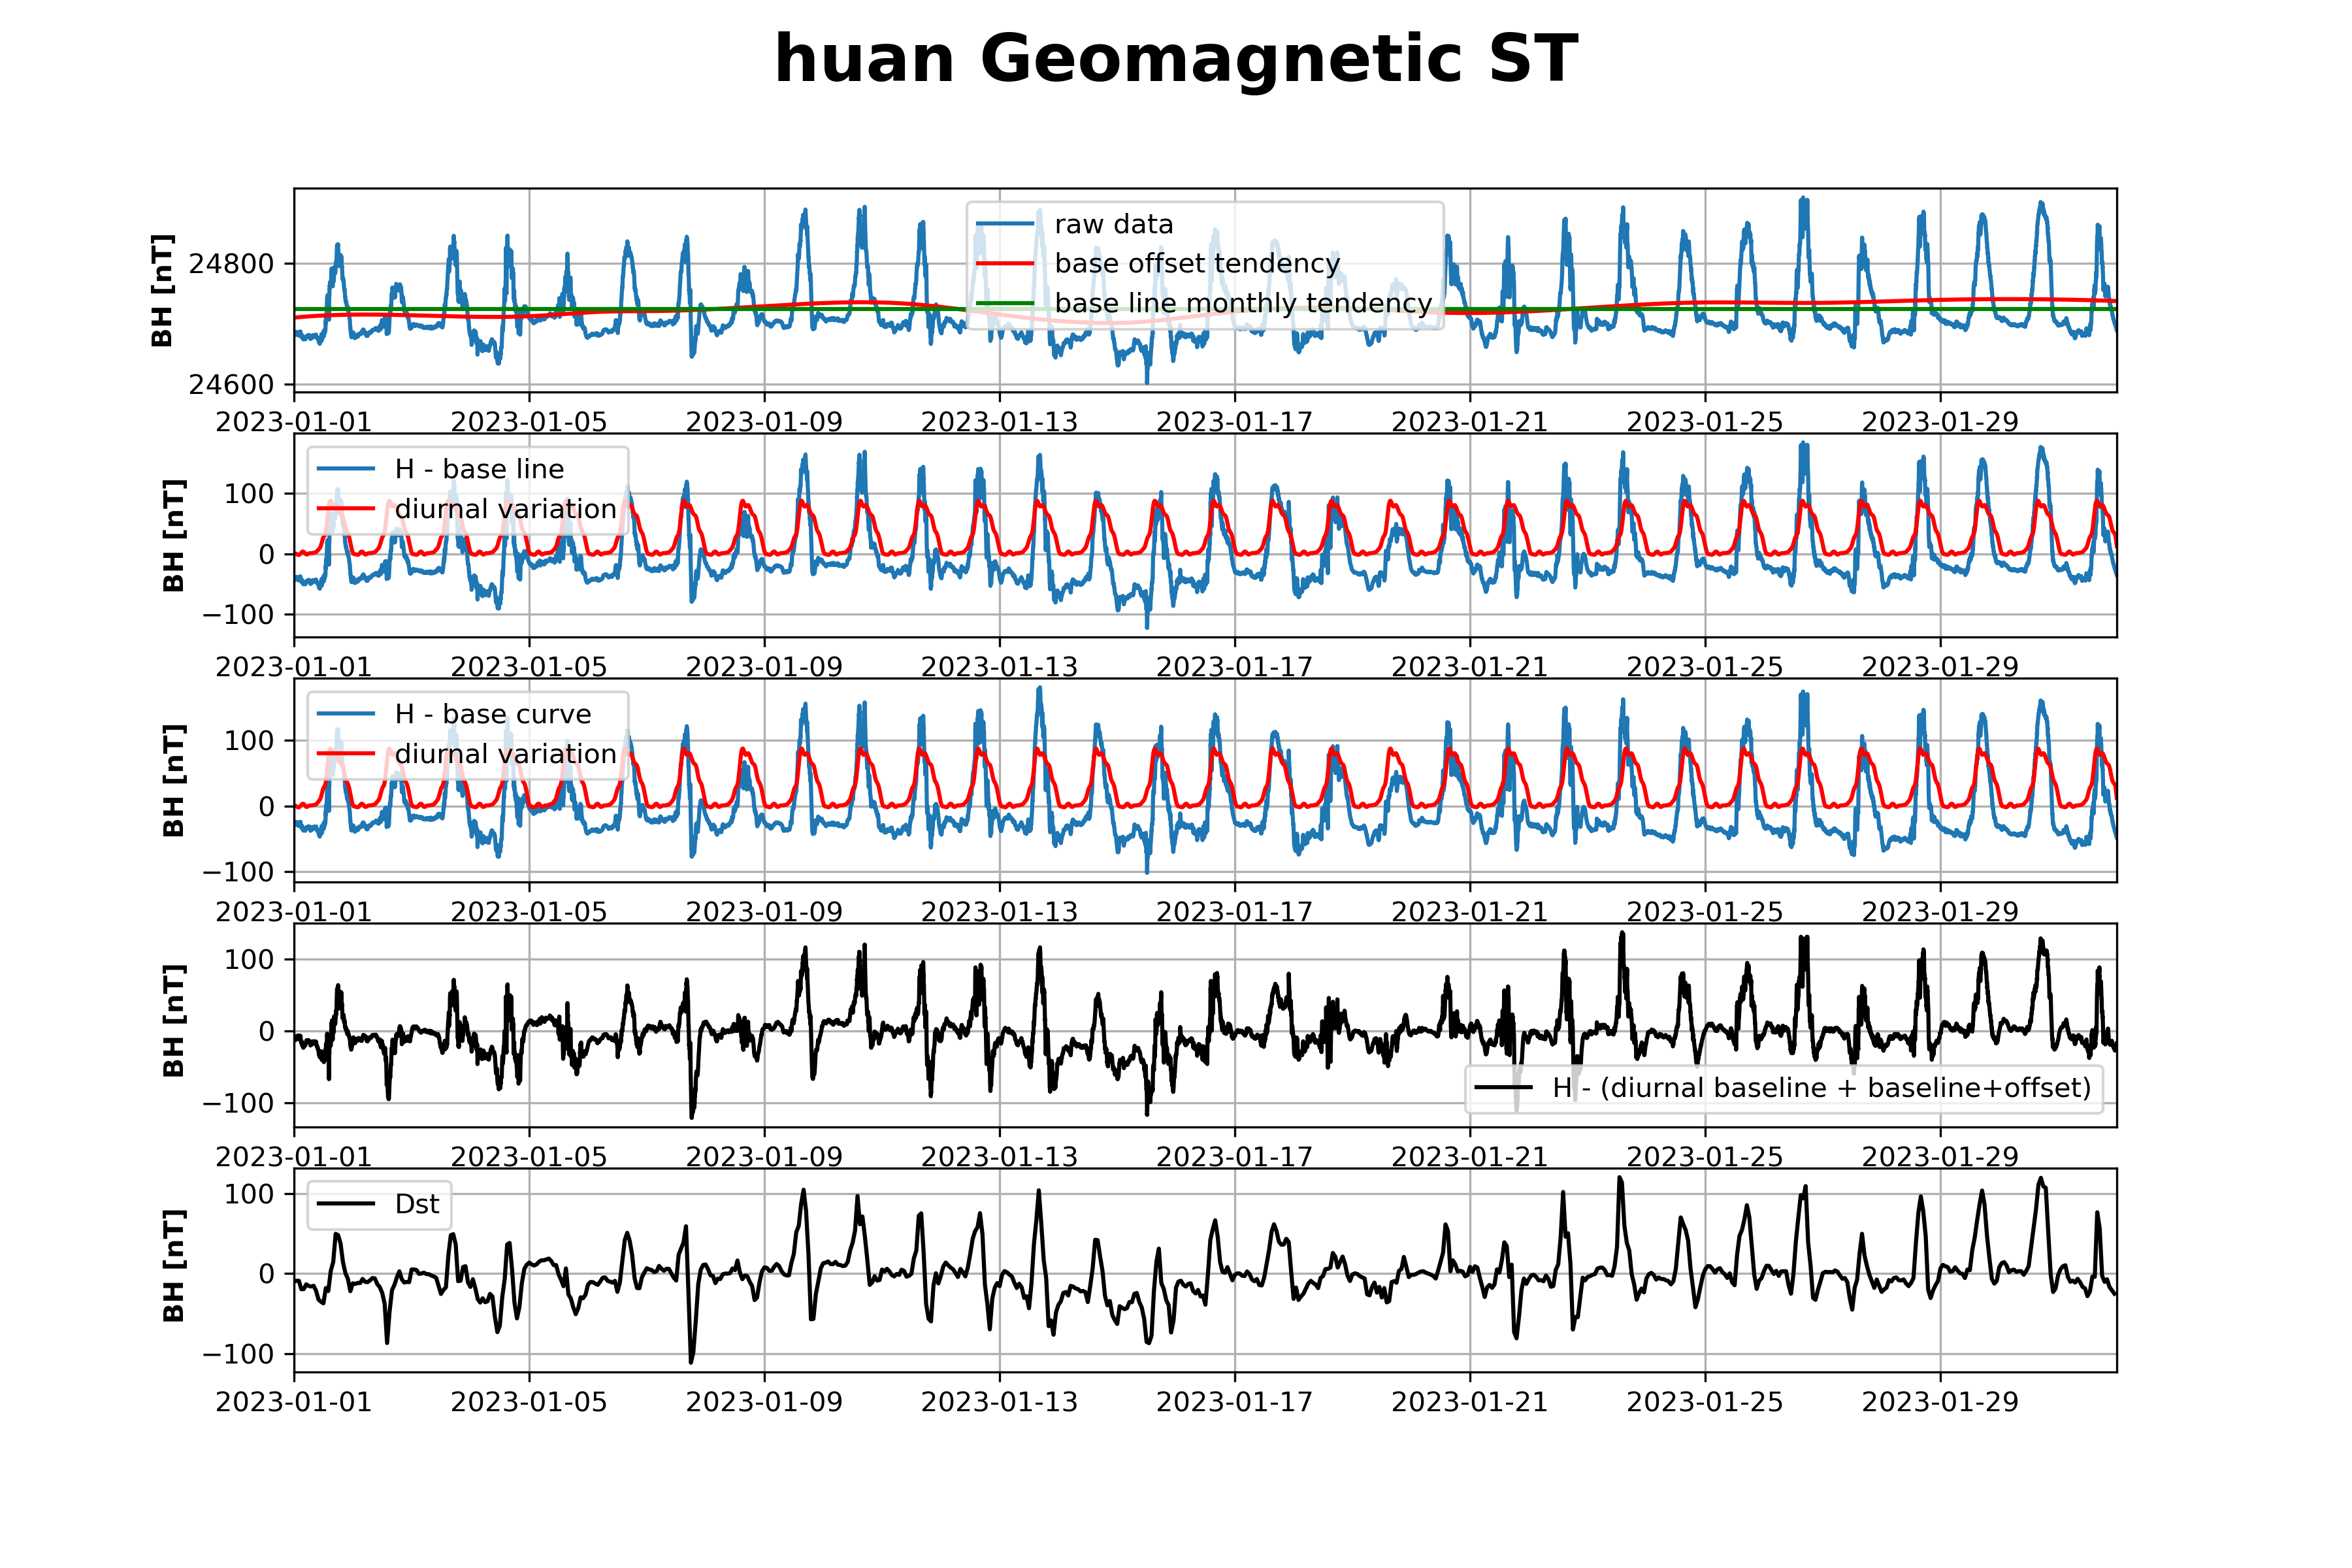 huan Geomagnetic ST
BH [nT]
24800
24600
raw data
base offset tendency
base line monthly tendency
2023-01-01 2023-01-05 2023-01-09 2023-01-13 2023-01-17 2023-01-21 2023-01-25 2023-01-29
BH [nT]
100
0
−100
H - base line
diurnal variation
2023-01-01 2023-01-05 2023-01-09 2023-01-13 2023-01-17 2023-01-21 2023-01-25 2023-01-29
BH [nT]
100
0
−100
H - base curve
diurnal variation
2023-01-01 2023-01-05 2023-01-09 2023-01-13 2023-01-17 2023-01-21 2023-01-25 2023-01-29
BH [nT]
100
0
−100
H - (diurnal baseline + baseline+offset)
2023-01-01 2023-01-05 2023-01-09 2023-01-13 2023-01-17 2023-01-21 2023-01-25 2023-01-29
BH [nT]
100
0
−100
Dst
2023-01-01 2023-01-05 2023-01-09 2023-01-13 2023-01-17 2023-01-21 2023-01-25 2023-01-29